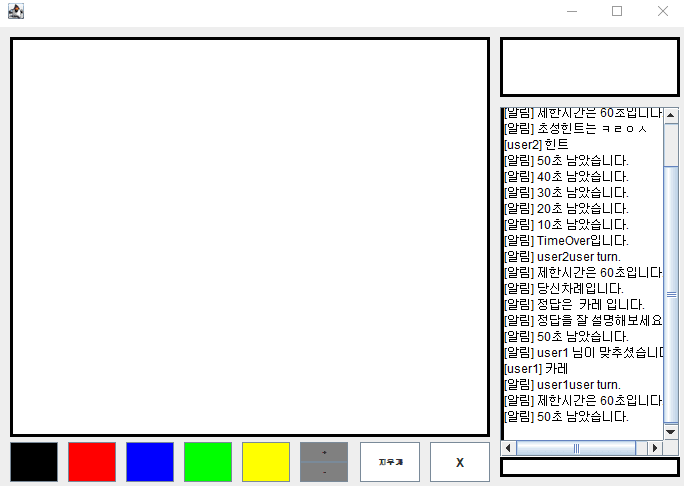 [알림] 제한시간은 60초입니다
[알림] 초성힌트는 ㅋㄹㅇㅅ
[user2] 힌트
[알림] 50초 남았습니다.
[알림] 40초 남았습니다.
[알림] 30초 남았습니다.
[알림] 20초 남았습니다.
[알림] 10초 남았습니다.
[알림] TimeOver입니다.
[알림] user2user turn.
[알림] 제한시간은 60초입니다
[알림] 당신차례입니다.
[알림] 정답은  카레 입니다.
[알림] 정답을 잘 설명해보세요
[알림] 50초 남았습니다.
[알림] user1 님이 맞추셨습니다
[user1] 카레
[알림] user1user turn.
[알림] 제한시간은 60초입니다
[알림] 50초 남았습니다.
+
-
지우개
X